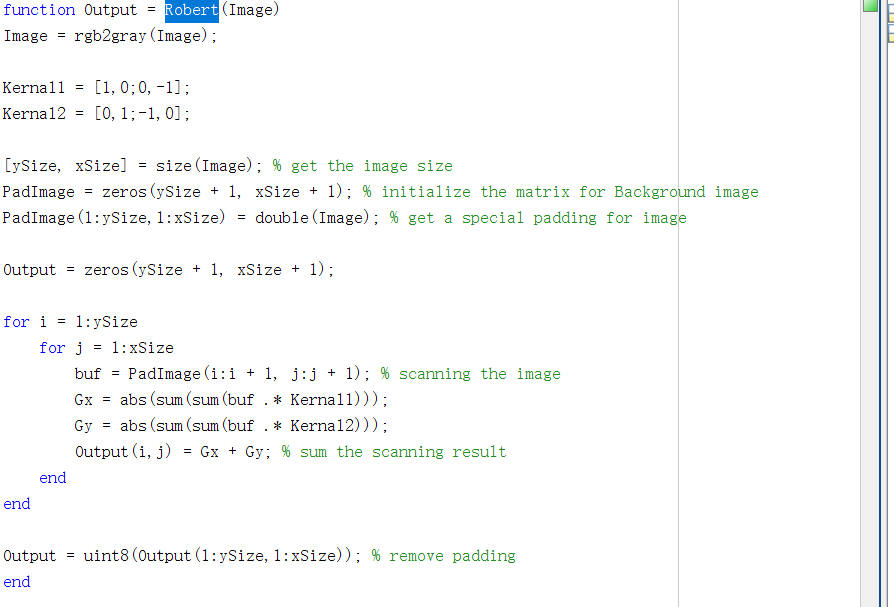 function Output = Robert(Image)
Image = rgb2gray(Image);
Kernal1 = [1,0;0,-1];
Kernal2 = [0,1;-1,0];
[ySize, xSize] = size(Image); % get the image size
PadImage = zeros(ySize + 1, xSize + 1); % initialize the matrix for Background image
PadImage(1:ySize,1:xSize) = double(Image); % get a special padding for image
Output = zeros(ySize + 1, xSize + 1);
for i = 1:ySize
for j = 1:xSize
buf = PadImage(i:i + 1, j:j + 1); % scanning the image
Gx = abs(sum(sum(buf .* Kernal1)));
Gy = abs(sum(sum(buf .* Kernal2)));
Output(i,j) = Gx + Gy; % sum the scanning result
end
end
Output = uint8(Output(1:ySize,1:xSize)); % remove padding
end